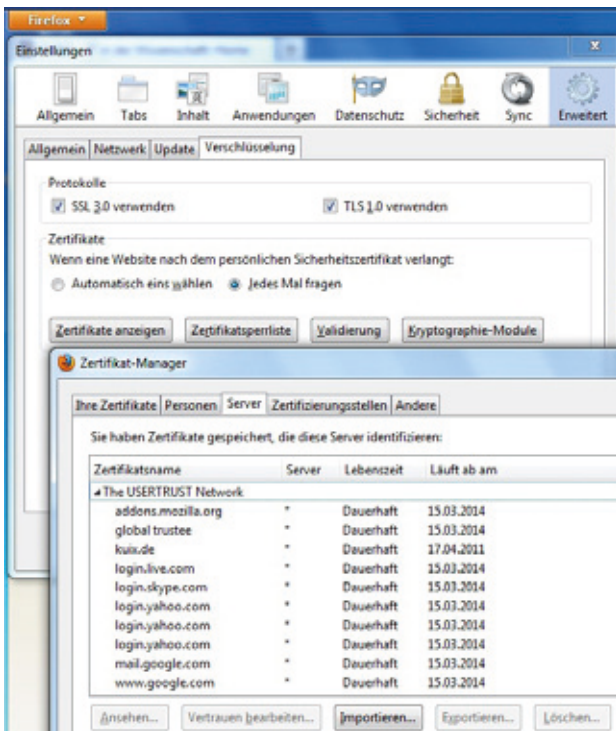 Firefox
Einstellungen
Allgemein Tabs Inhalt Anwendungen Datenschutz Sicherheit Sync Erweitert
Allgemein Netzwerk Update Verschlüsselung
Protokolle
SSL 3.0 verwenden TLS 1.0 verwenden
Zertifikate
Wenn eine Website nach dem persönlichen Sicherheitszertifikat verlangt:
Automatisch eins wählen Jedes Mal fragen
Zertifikate anzeigen Zertifikatsperrliste Validierung Kryptographie-Module
Zertifikat-Manager
Ihre Zertifikate Personen Server Zertifizierungsstellen Andere
Sie haben Zertifikate gespeichert, die diese Server identifizieren:
Zertifikatsname Server Lebenszeit Läuft ab am
The USERTRUST Network
addons.mozilla.org * Dauerhaft 15.03.2014
global trustee * Dauerhaft 15.03.2014
kuix.de * Dauerhaft 17.04.2011
login.live.com * Dauerhaft 15.03.2014
login.skype.com * Dauerhaft 15.03.2014
login.yahoo.com * Dauerhaft 15.03.2014
login.yahoo.com * Dauerhaft 15.03.2014
login.yahoo.com * Dauerhaft 15.03.2014
mail.google.com * Dauerhaft 15.03.2014
www.google.com * Dauerhaft 15.03.2014
Ansehen... Vertrauen bearbeiten... Importieren... Exportieren... Löschen...